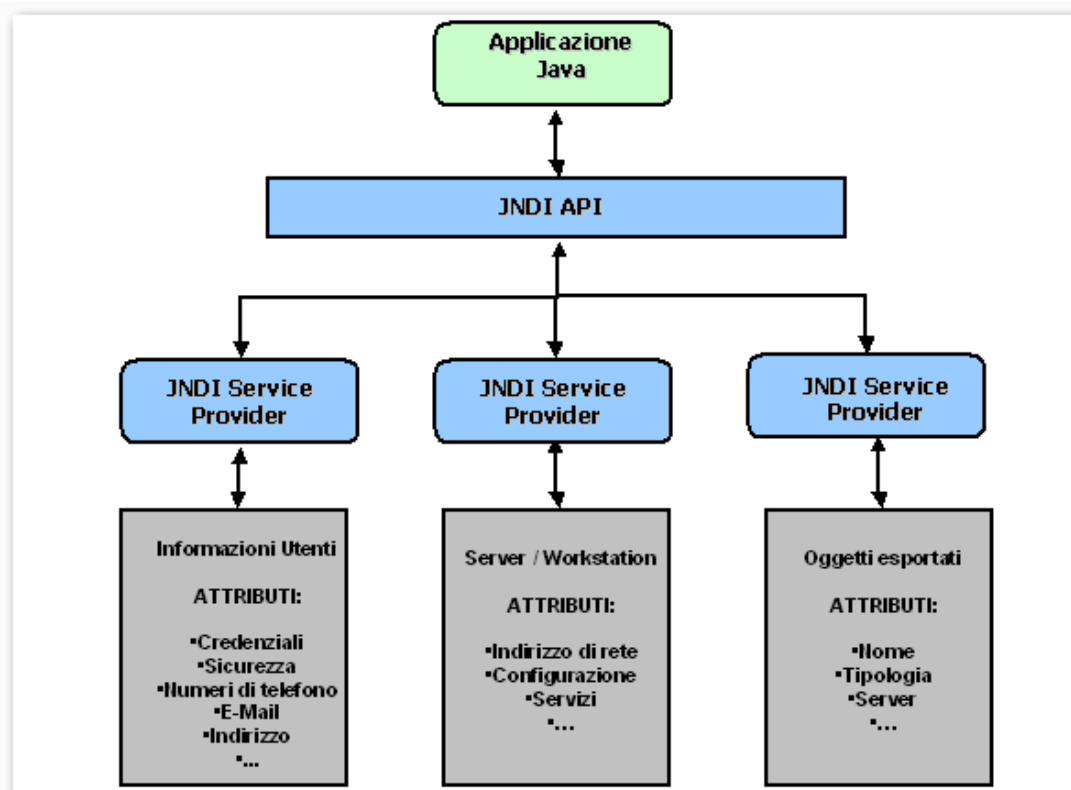 Applicazione
Java
JNDI API
JNDI Service
Provider
JNDI Service
Provider
JNDI Service
Provider
Informazioni Utenti
ATTRIBUTI:
▪Credenziali
▪Sicurezza
▪Numeri di telefono
▪E-Mail
▪Indirizzo
▪...
Server / Workstation
ATTRIBUTI:
▪Indirizzo di rete
▪Configurazione
▪Servizi
▪...
Oggetti esportati
ATTRIBUTI:
▪Nome
▪Tipologia
▪Server
▪...